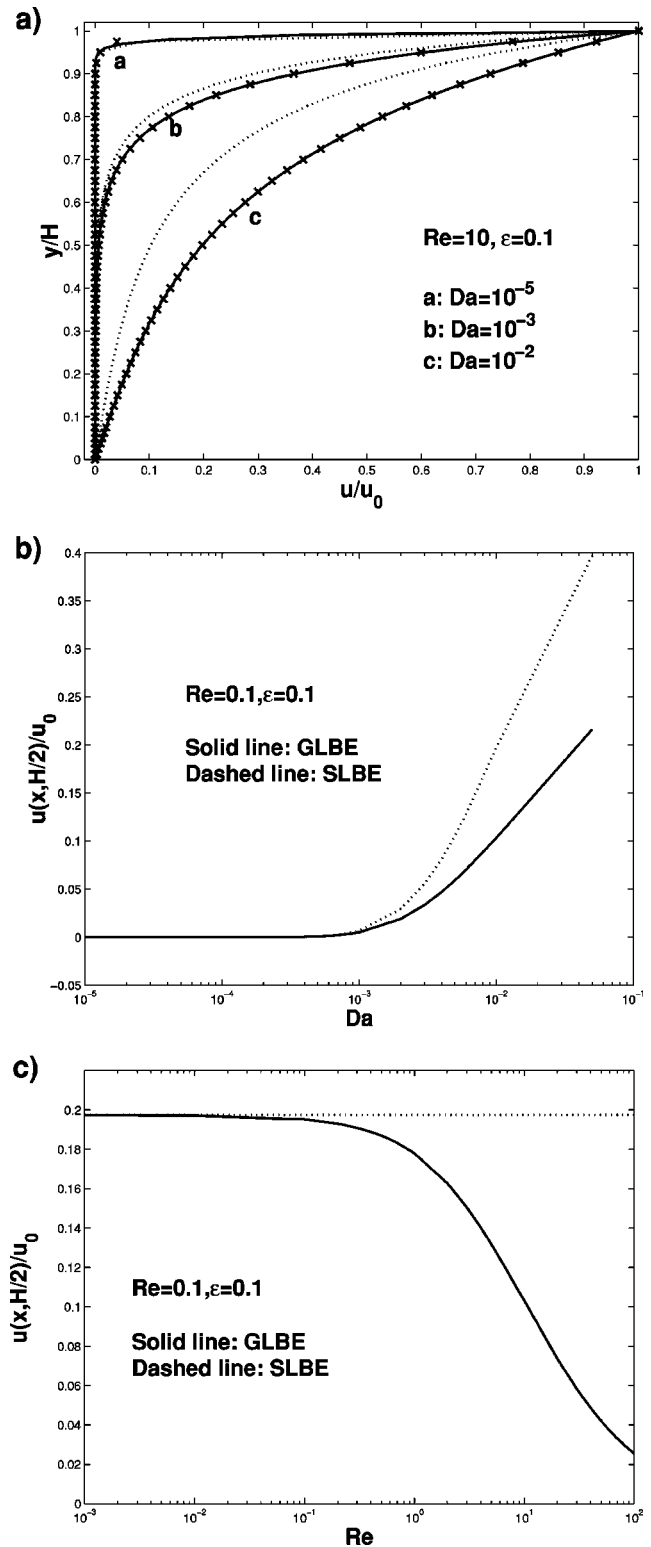 a)
1
0.9
0.8
0.7
0.6
0.5
0.4
0.3
0.2
0.1
0
y/H
a
b
c
Re=10, ε=0.1
a: Da=10⁻⁵
b: Da=10⁻³
c: Da=10⁻²
0 0.1 0.2 0.3 0.4 0.5 0.6 0.7 0.8 0.9 1
u/u₀
b)
0.4
0.35
0.3
0.25
0.2
0.15
0.1
0.05
0
−0.05
u(x,H/2)/u₀
Re=0.1,ε=0.1
Solid line: GLBE
Dashed line: SLBE
10⁻⁵ 10⁻⁴ 10⁻³ 10⁻² 10⁻¹
Da
c)
0.2
0.18
0.16
0.14
0.12
0.1
0.08
0.06
0.04
0.02
0
u(x,H/2)/u₀
Re=0.1,ε=0.1
Solid line: GLBE
Dashed line: SLBE
10⁻³ 10⁻² 10⁻¹ 10⁰ 10¹ 10²
Re